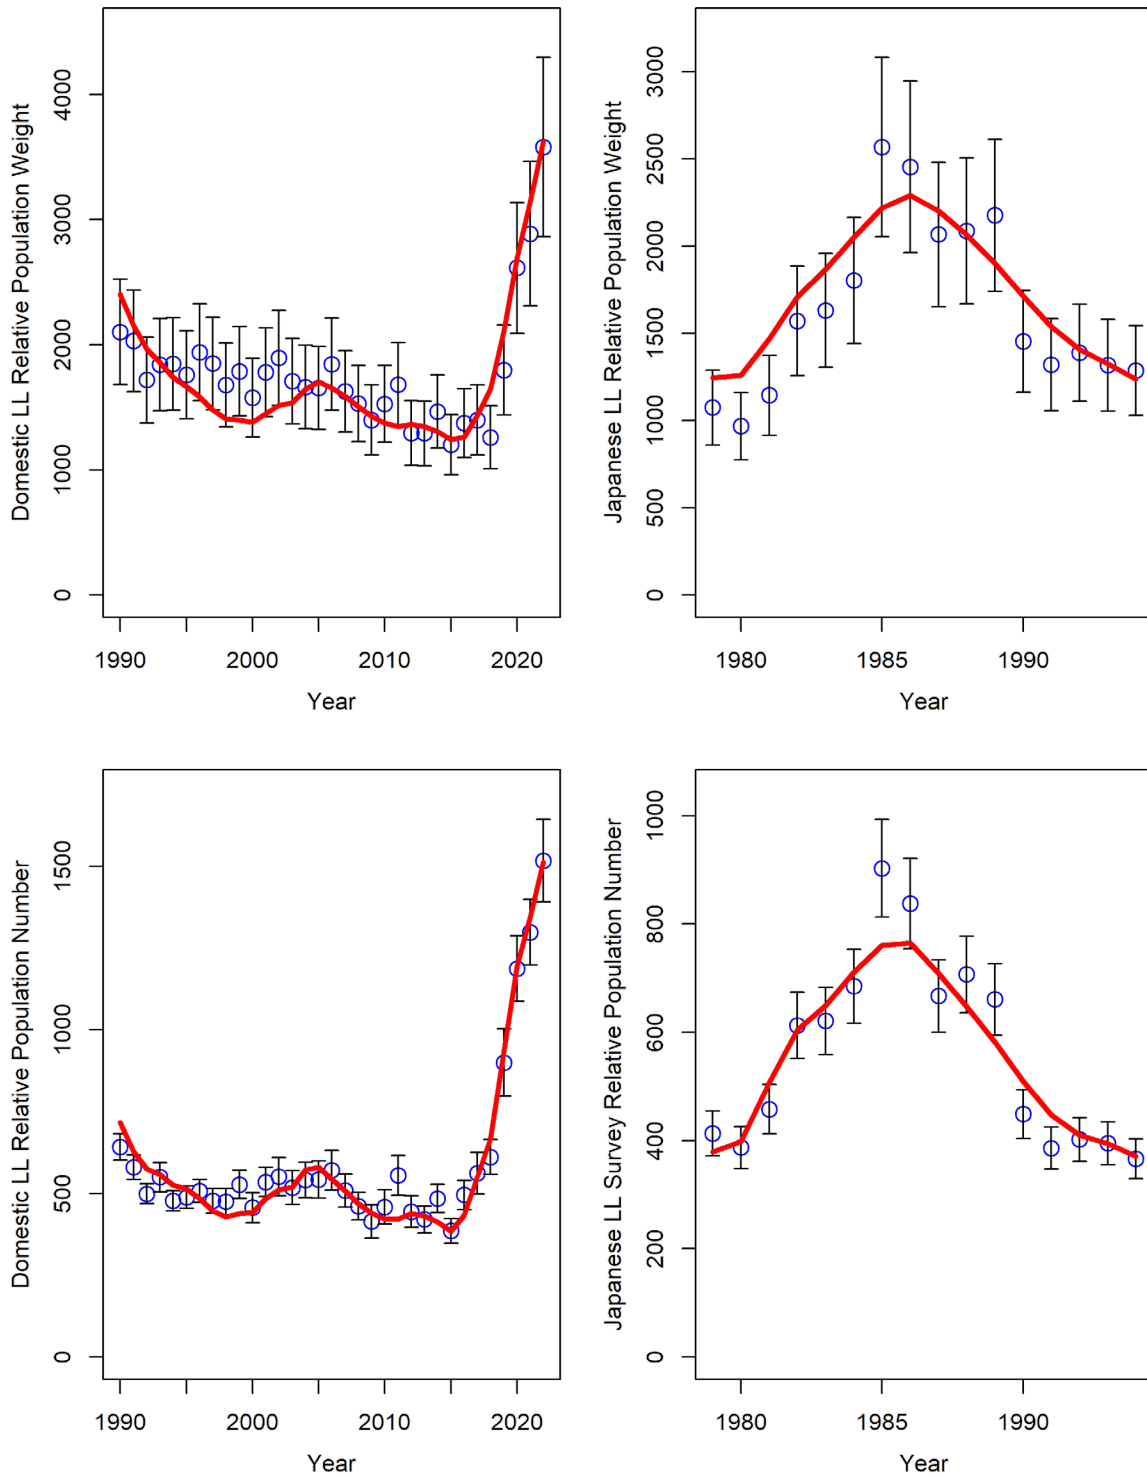 Domestic LL Relative Population Weight
0 1000 2000 3000 4000
1990 2000 2010 2020
Year
Japanese LL Relative Population Weight
0 500 1000 1500 2000 2500 3000
1980 1985 1990
Year
Domestic LL Relative Population Number
0 500 1000 1500
1990 2000 2010 2020
Year
Japanese LL Survey Relative Population Number
0 200 400 600 800 1000
1980 1985 1990
Year